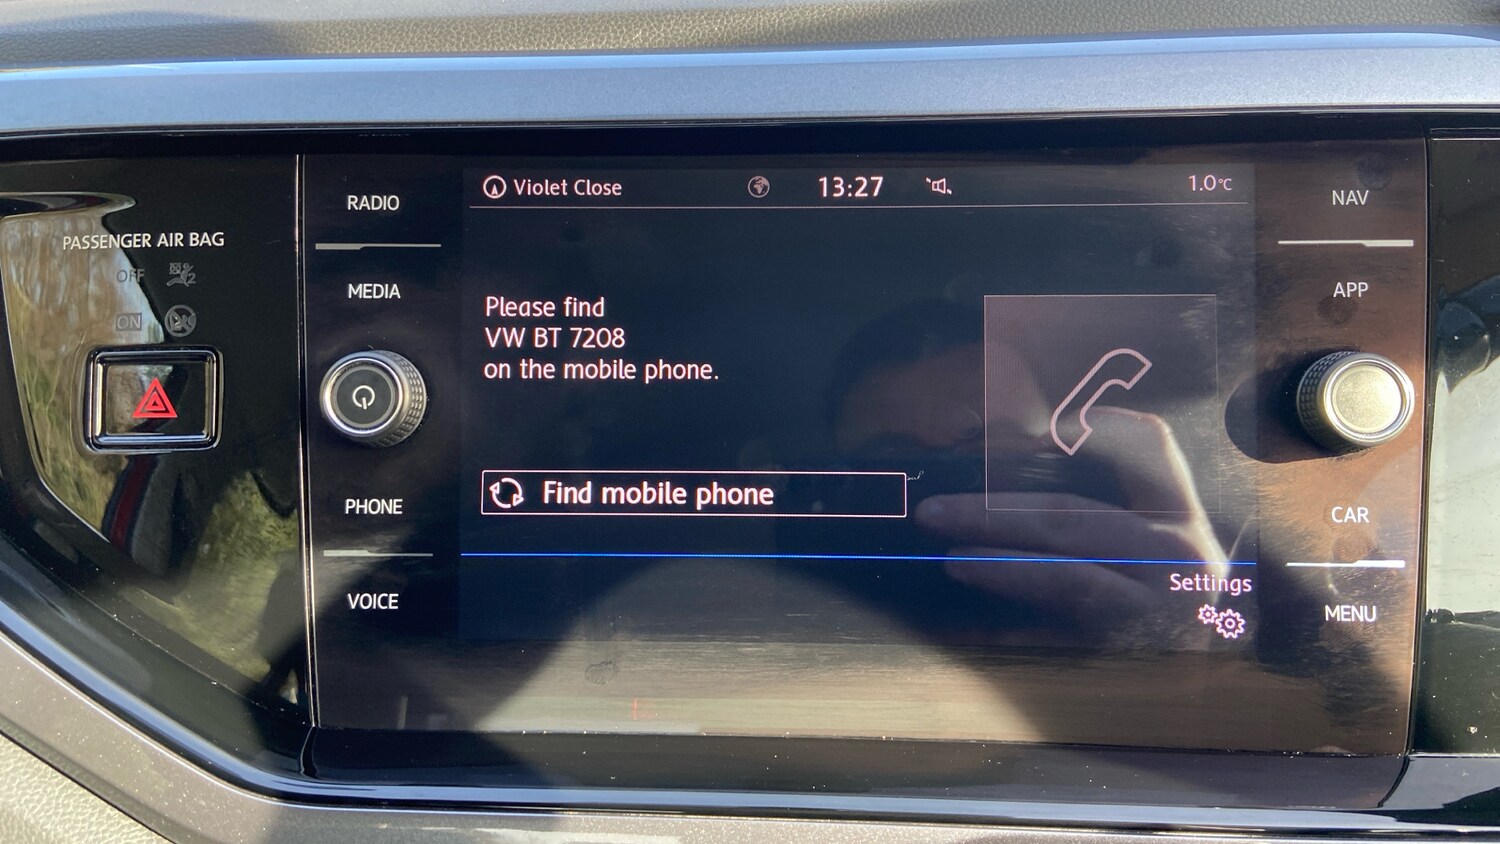 Violet Close
13:27
1.0°C
RADIO
MEDIA
PHONE
VOICE
PASSENGER AIR BAG
OFF
2
ON
Please find
VW BT 7208
on the mobile phone.
Find mobile phone
Settings
NAV
APP
CAR
MENU